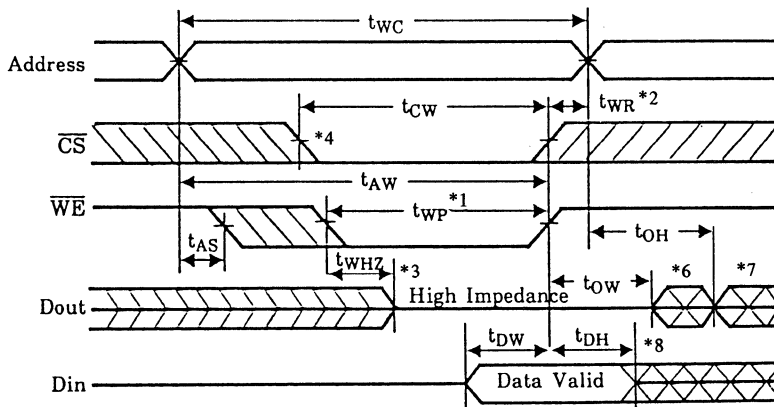 tWC
Address
tCW
tWR *2
CS
*4
tAW
WE
tWP *1
tAS
tWHZ
*3
tOH
Dout
High Impedance
tOW
*6
*7
tDW
tDH
*8
Din
Data Valid